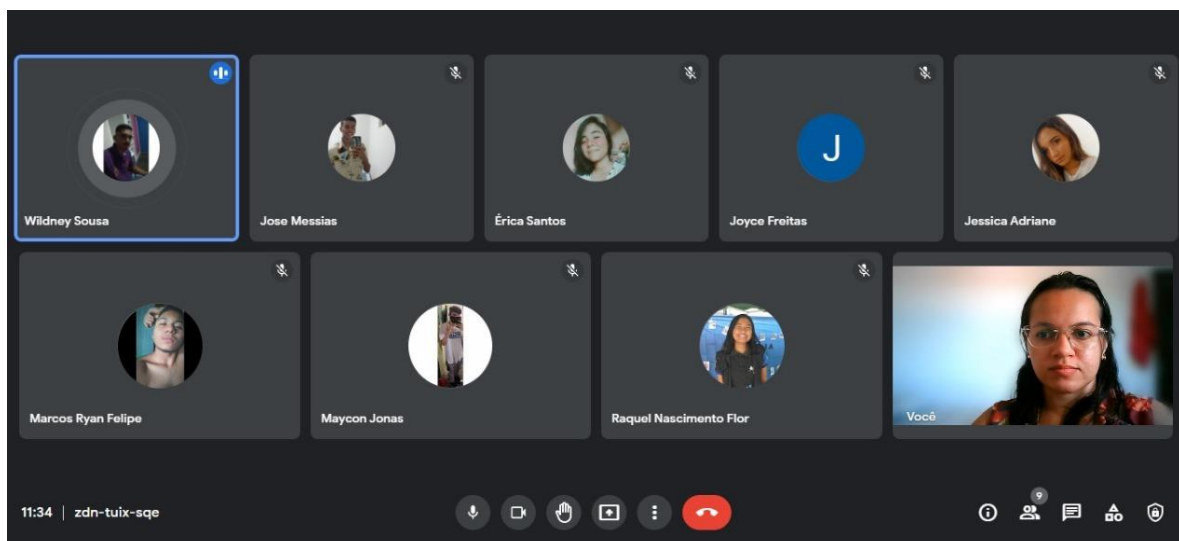 Wildney Sousa
Jose Messias
Érica Santos
J
Joyce Freitas
Jessica Adriane
Marcos Ryan Felipe
Maycon Jonas
Raquel Nascimento Flor
Você
11:34 | zdn-tuix-sqe
9